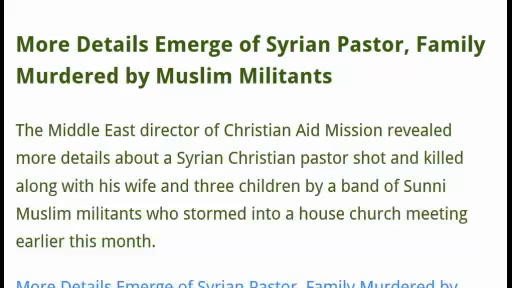 More Details Emerge of Syrian Pastor, Family
Murdered by Muslim Militants
The Middle East director of Christian Aid Mission revealed
more details about a Syrian Christian pastor shot and killed
along with his wife and three children by a band of Sunni
Muslim militants who stormed into a house church meeting
earlier this month.
More Details Emerge of Syrian Pastor, Family Murdered by